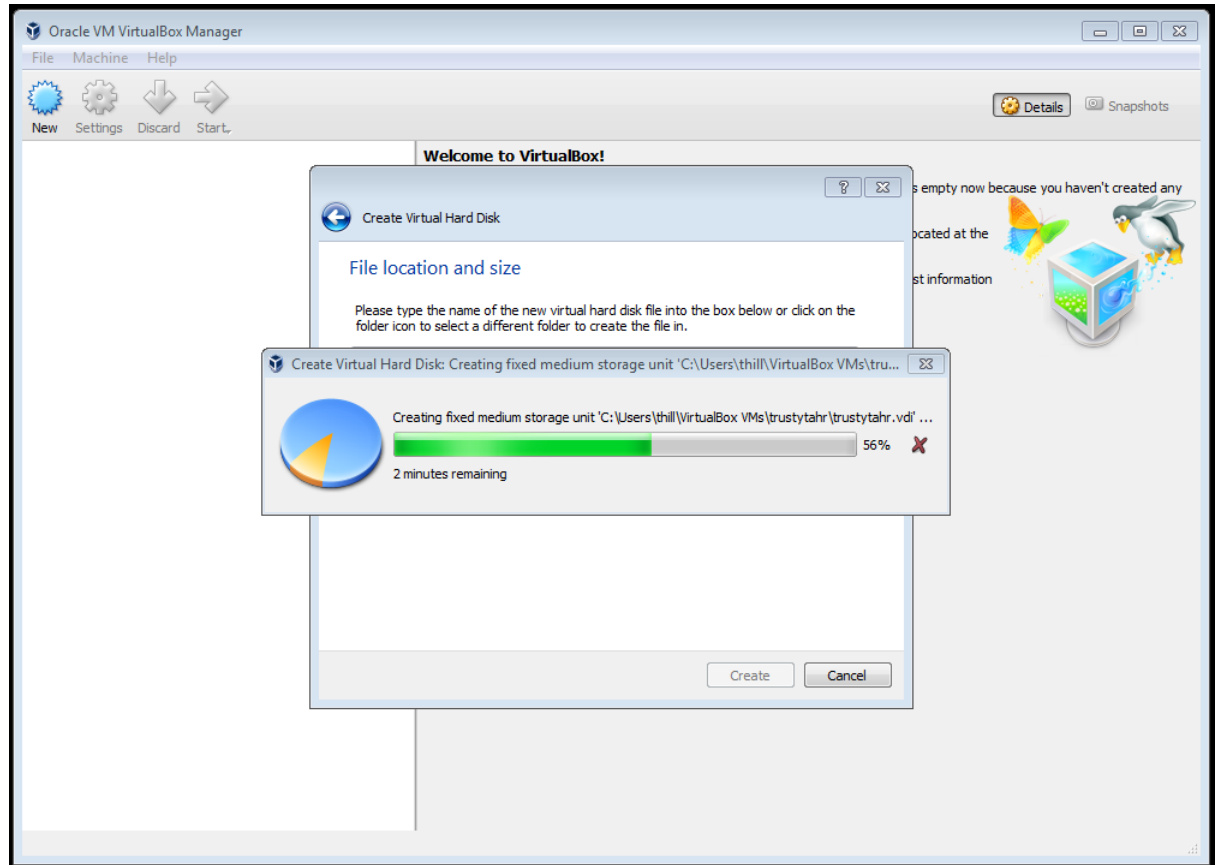 Oracle VM VirtualBox Manager
File Machine Help
New Settings Discard Start
Details Snapshots
Welcome to VirtualBox!
s empty now because you haven't created any
ocated at the
st information
Create Virtual Hard Disk
File location and size
Please type the name of the new virtual hard disk file into the box below or click on the
folder icon to select a different folder to create the file in.
Create Virtual Hard Disk: Creating fixed medium storage unit 'C:\Users\thill\VirtualBox VMs\tru...
Creating fixed medium storage unit 'C:\Users\thill\VirtualBox VMs\trustytahr\trustytahr.vdi' ...
56%
2 minutes remaining
Create Cancel